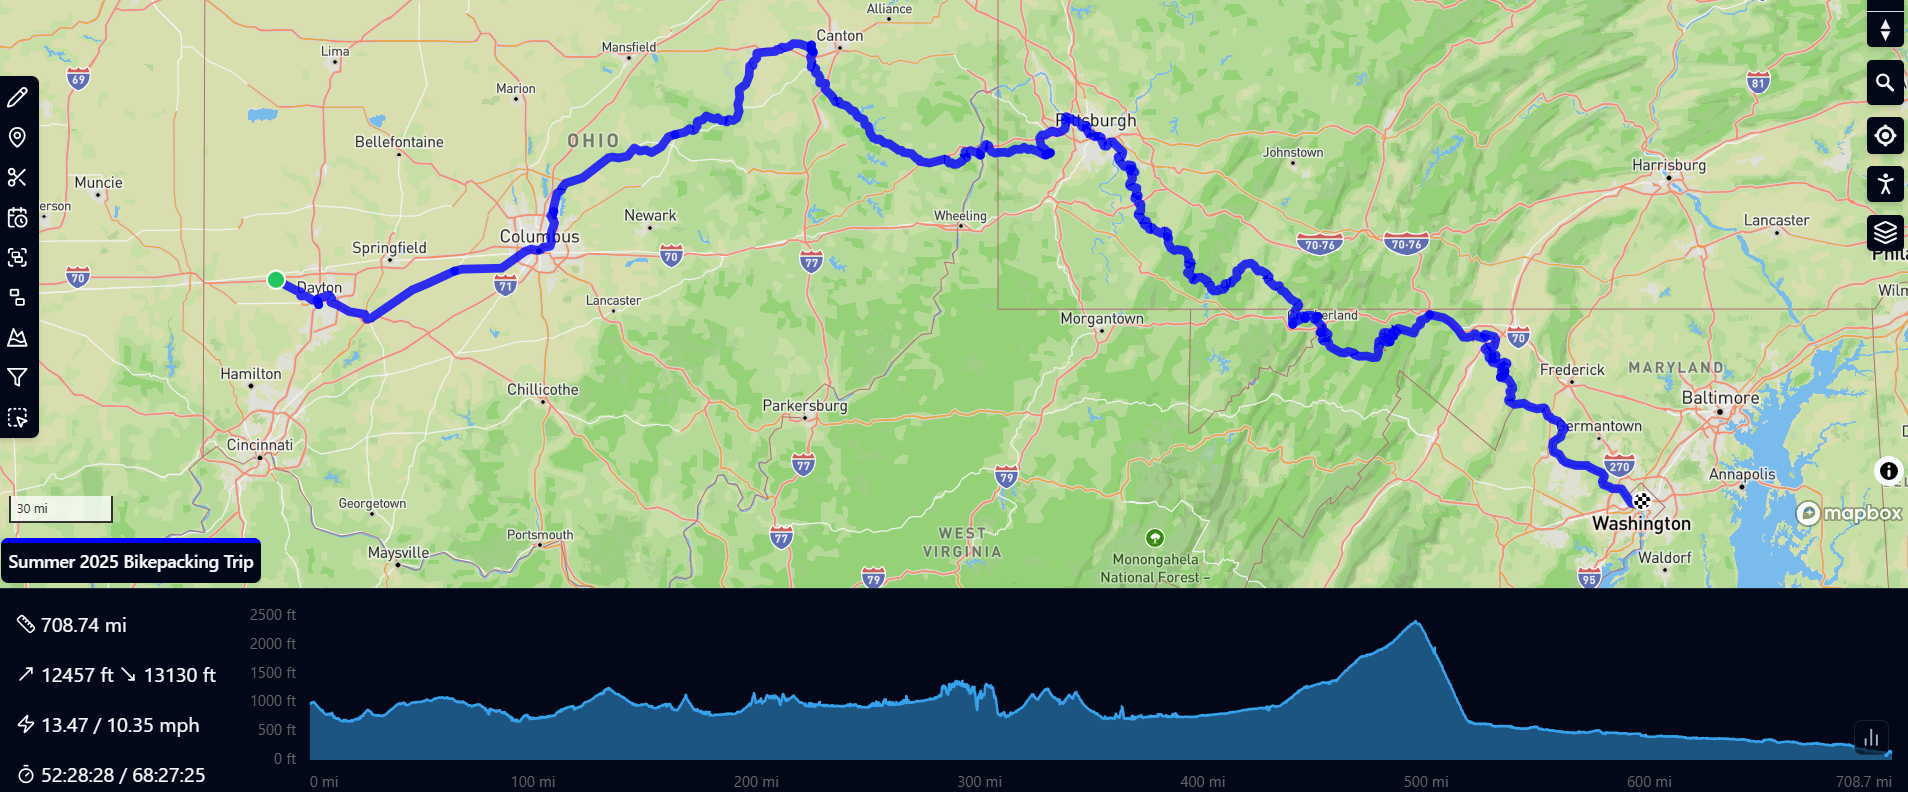 Alliance
Canton
Lima
Mansfield
69
81
Marion
Pittsburgh
OHIO
Bellefontaine
Johnstown
Harrisburg
Muncie
erson
Newark
Wheeling
Lancaster
Columbus
Springfield
70
77
70-76
70-76
70
71
Dayton
Lancaster
Wilm
Morgantown
berland
70
Hamilton
Frederick
MARYLAND
Chillicothe
Parkersburg
Baltimore
ermantown
Cincinnati
77
79
270
Annapolis
30 mi
Georgetown
mapbox
Washington
Portsmouth
77
WEST
VIRGINIA
Maysville
Monongahela
National Forest –
Waldorf
79
95
Summer 2025 Bikepacking Trip
708.74 mi
12457 ft 13130 ft
13.47 / 10.35 mph
52:28:28 / 68:27:25
2500 ft
2000 ft
1500 ft
1000 ft
500 ft
0 ft
0 mi
100 mi
200 mi
300 mi
400 mi
500 mi
600 mi
708.7 mi